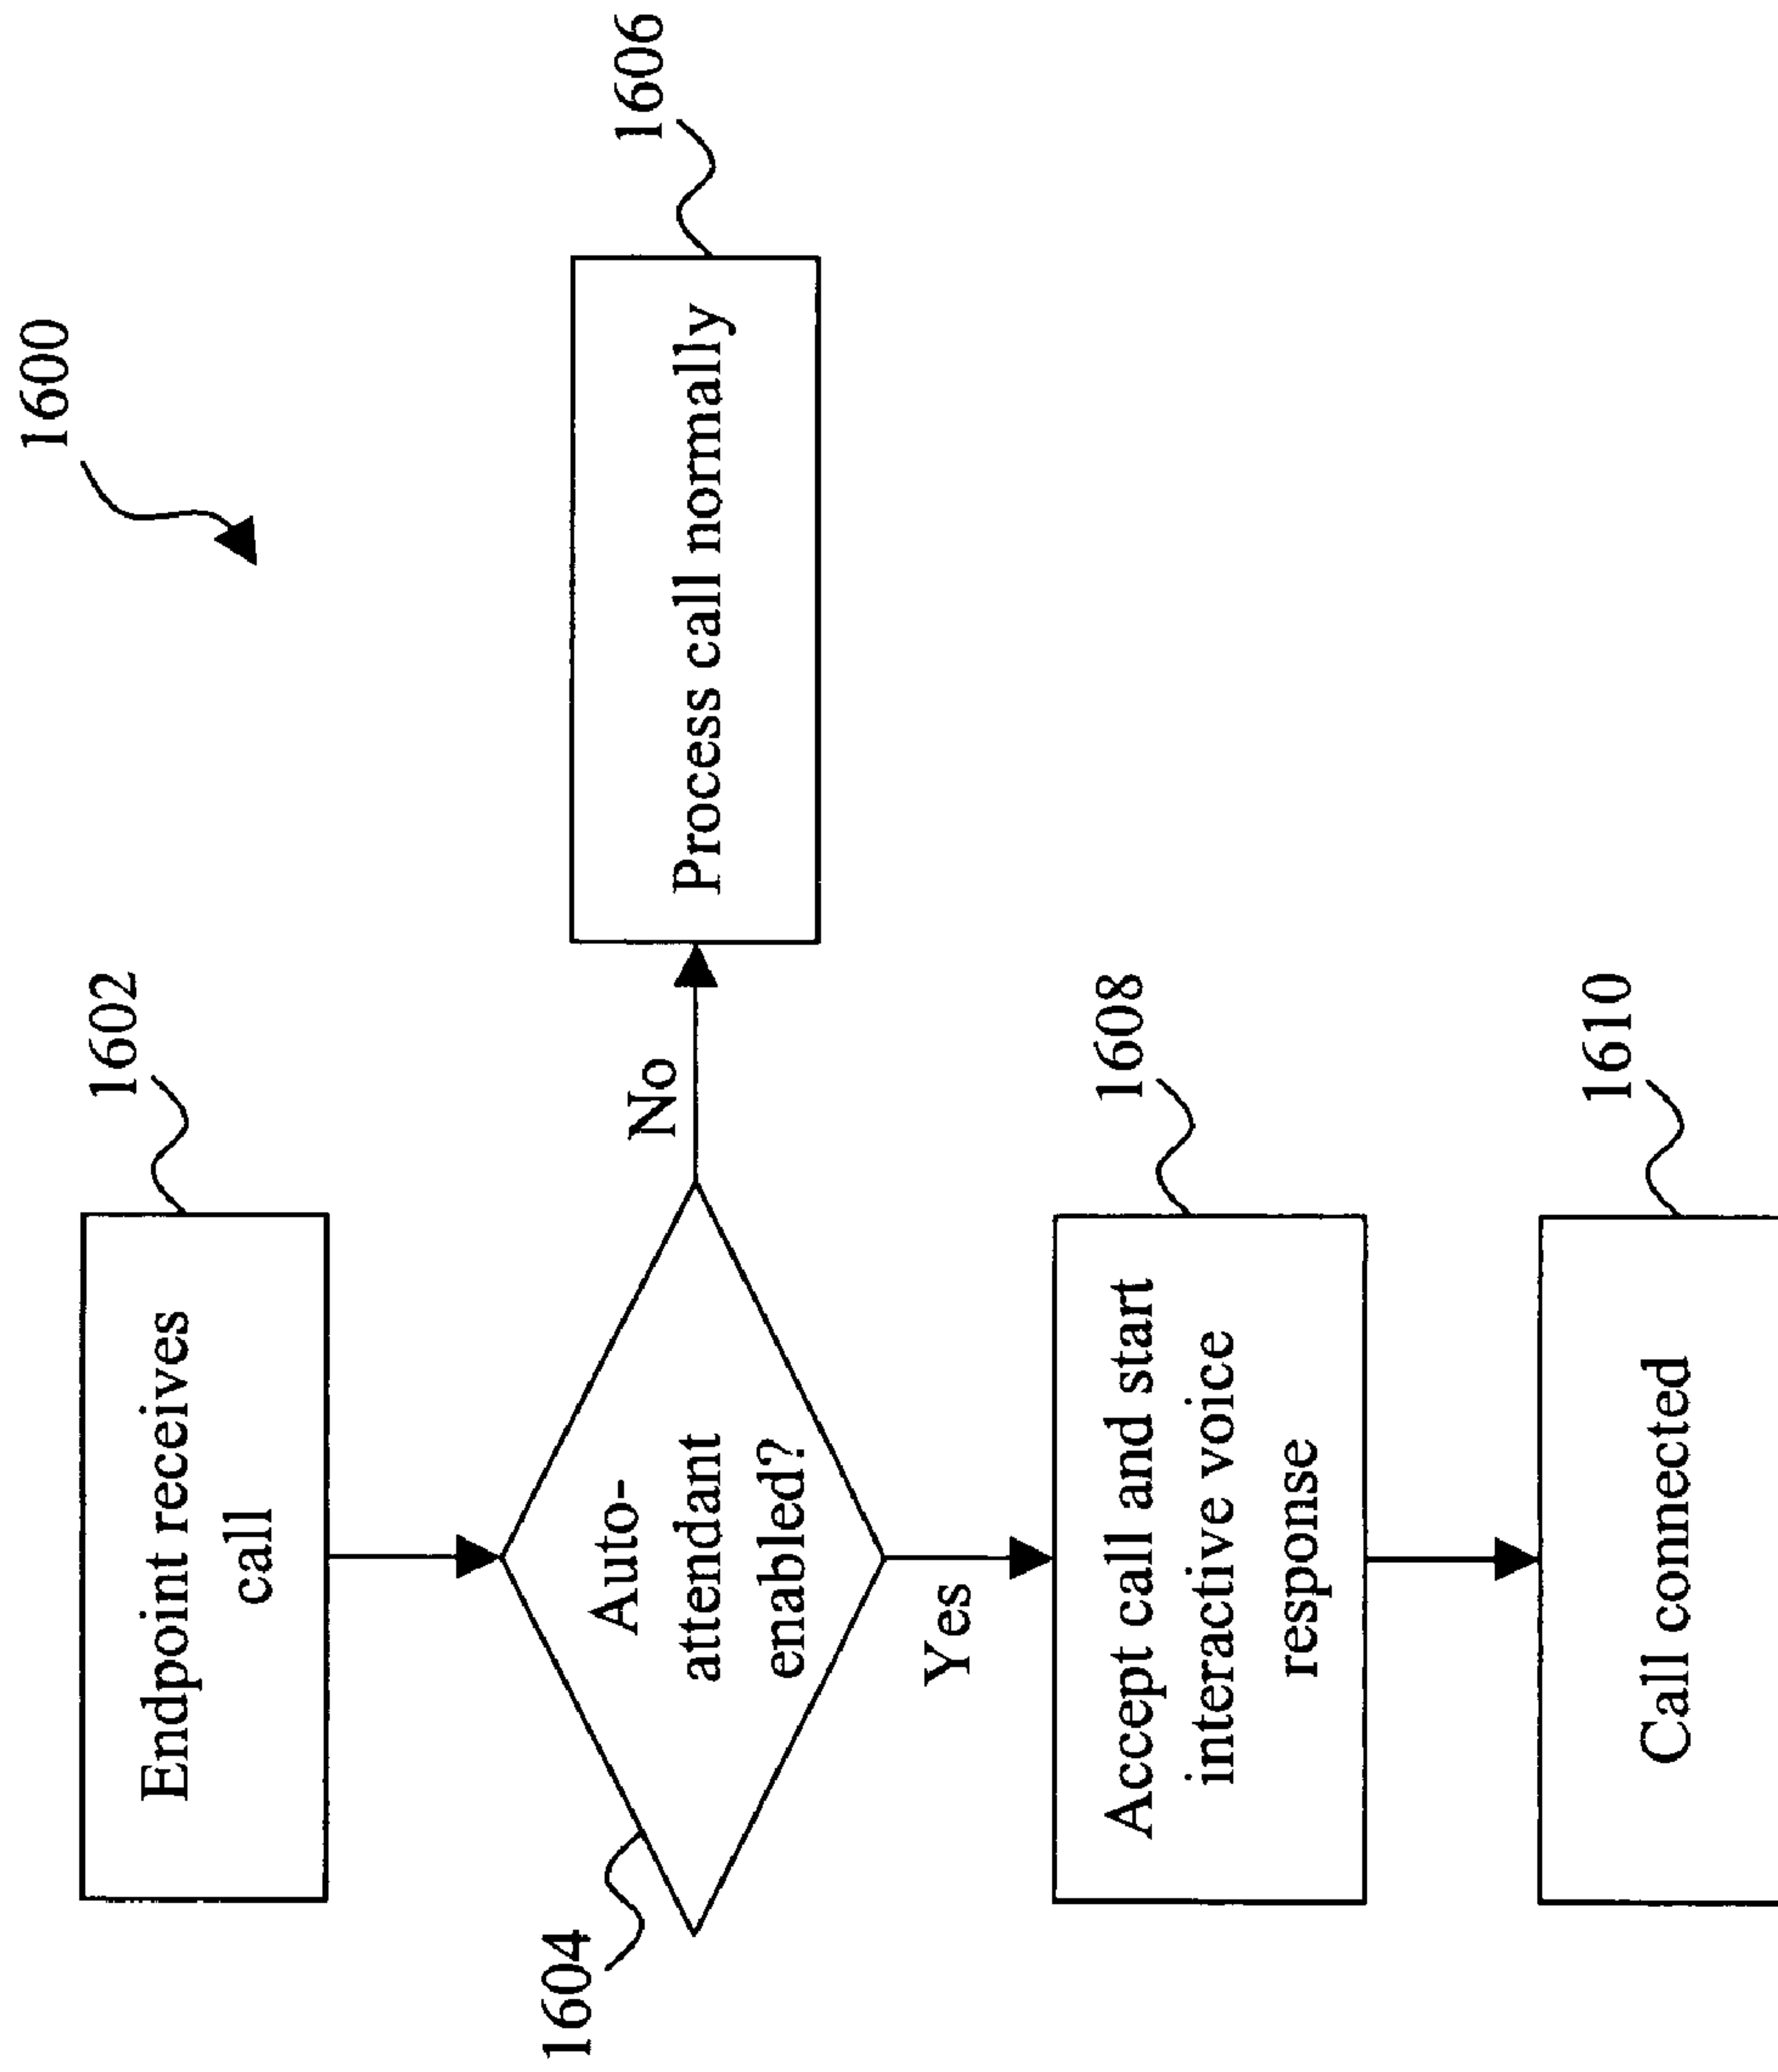 1600
1602
Endpoint receives
call
1604
Auto-
attendant
enabled?
No
1606
Process call normally
Yes
1608
Accept call and start
interactive voice
response
1610
Call connected